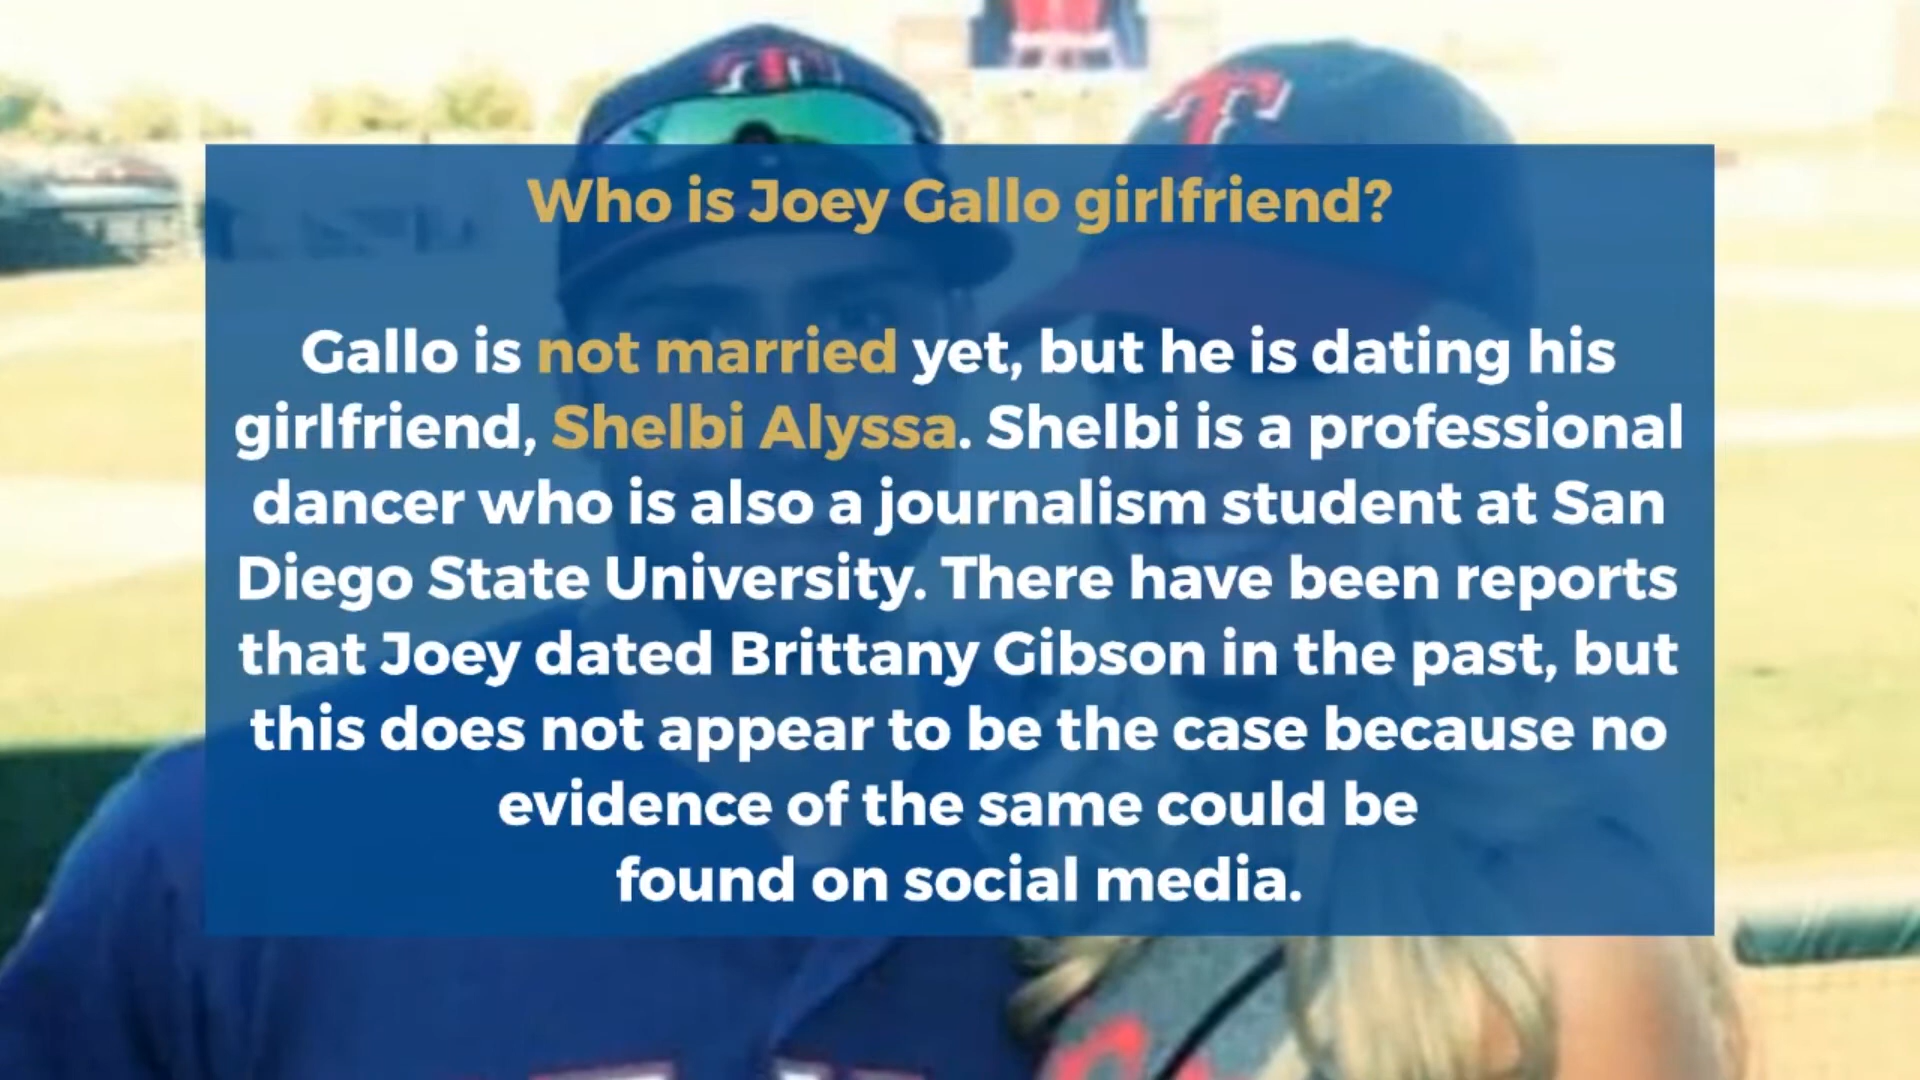 Who is Joey Gallo girlfriend?
Gallo is not married yet, but he is dating his
girlfriend, Shelbi Alyssa. Shelbi is a professional
dancer who is also a journalism student at San
Diego State University. There have been reports
that Joey dated Brittany Gibson in the past, but
this does not appear to be the case because no
evidence of the same could be
found on social media.